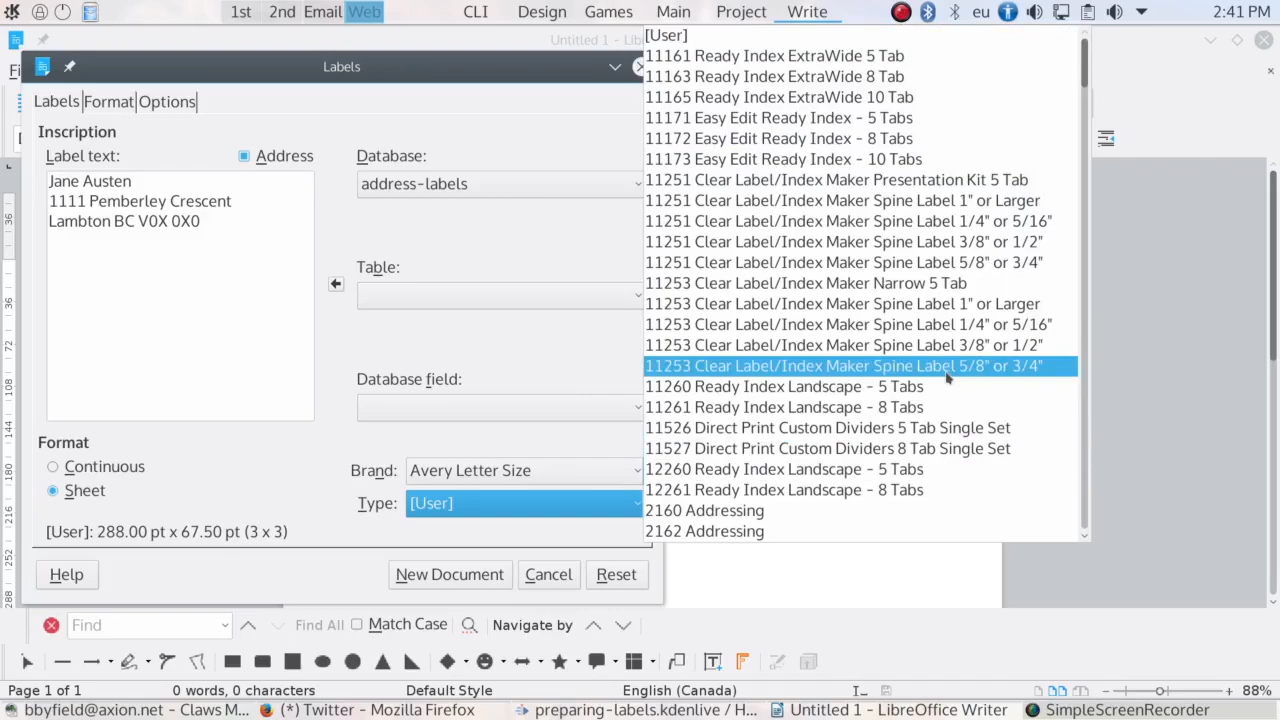 1st 2nd Email Web CLI Design Games Main Project Write eu 2:41 PM
Untitled 1 - Lib
Labels
Labels Format Options
Inscription
Label text: Address
Jane Austen
1111 Pemberley Crescent
Lambton BC V0X 0X0
Database:
address-labels
Table:
Database field:
Format
Continuous
Sheet
Brand: Avery Letter Size
Type: [User]
[User]: 288.00 pt x 67.50 pt (3 x 3)
Help New Document Cancel Reset
[User]
11161 Ready Index ExtraWide 5 Tab
11163 Ready Index ExtraWide 8 Tab
11165 Ready Index ExtraWide 10 Tab
11171 Easy Edit Ready Index - 5 Tabs
11172 Easy Edit Ready Index - 8 Tabs
11173 Easy Edit Ready Index - 10 Tabs
11251 Clear Label/Index Maker Presentation Kit 5 Tab
11251 Clear Label/Index Maker Spine Label 1" or Larger
11251 Clear Label/Index Maker Spine Label 1/4" or 5/16"
11251 Clear Label/Index Maker Spine Label 3/8" or 1/2"
11251 Clear Label/Index Maker Spine Label 5/8" or 3/4"
11253 Clear Label/Index Maker Narrow 5 Tab
11253 Clear Label/Index Maker Spine Label 1" or Larger
11253 Clear Label/Index Maker Spine Label 1/4" or 5/16"
11253 Clear Label/Index Maker Spine Label 3/8" or 1/2"
11253 Clear Label/Index Maker Spine Label 5/8" or 3/4"
11260 Ready Index Landscape - 5 Tabs
11261 Ready Index Landscape - 8 Tabs
11526 Direct Print Custom Dividers 5 Tab Single Set
11527 Direct Print Custom Dividers 8 Tab Single Set
12260 Ready Index Landscape - 5 Tabs
12261 Ready Index Landscape - 8 Tabs
2160 Addressing
2162 Addressing
36
36
72
108
144
180
216
252
288
Find Find All Match Case Navigate by
Page 1 of 1 0 words, 0 characters Default Style English (Canada) 88%
bbyfield@axion.net - Claws M... (*) Twitter - Mozilla Firefox preparing-labels.kdenlive / H... Untitled 1 - LibreOffice Writer SimpleScreenRecorder